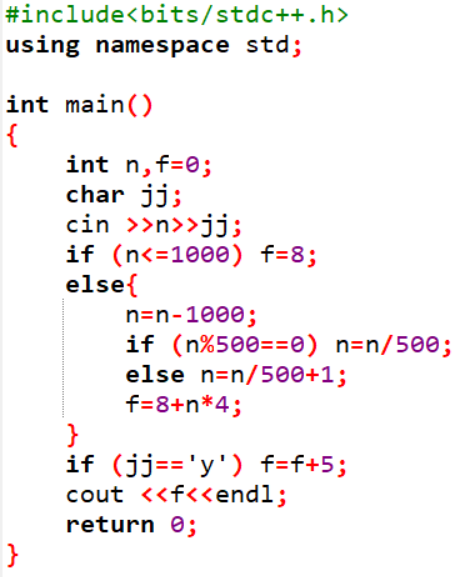 #include<bits/stdc++.h>
using namespace std;

int main()
{
    int n,f=0;
    char jj;
    cin >>n>>jj;
    if (n<=1000) f=8;
    else{
        n=n-1000;
        if (n%500==0) n=n/500;
        else n=n/500+1;
        f=8+n*4;
    }
    if (jj=='y') f=f+5;
    cout <<f<<endl;
    return 0;
}